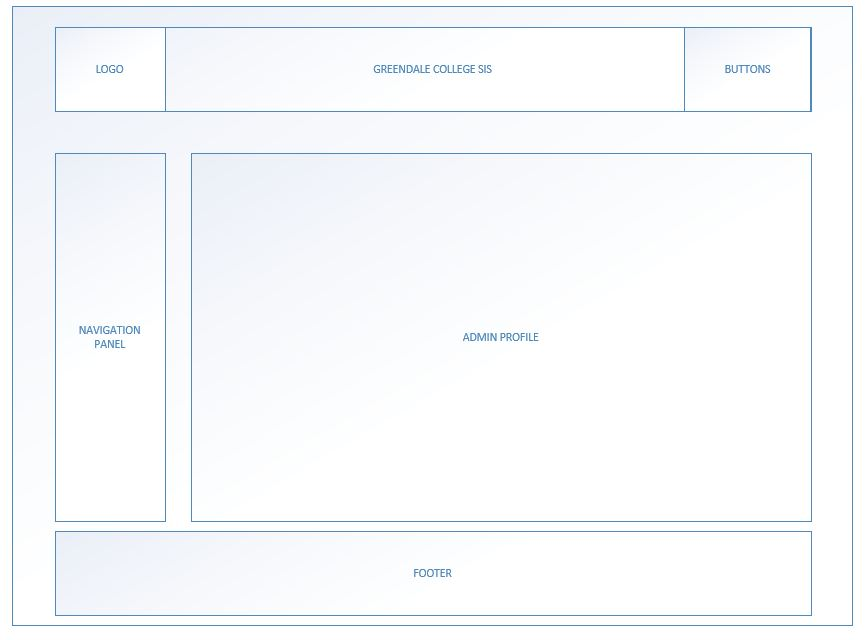 LOGO
GREENDALE COLLEGE SIS
BUTTONS
NAVIGATION
PANEL
ADMIN PROFILE
FOOTER